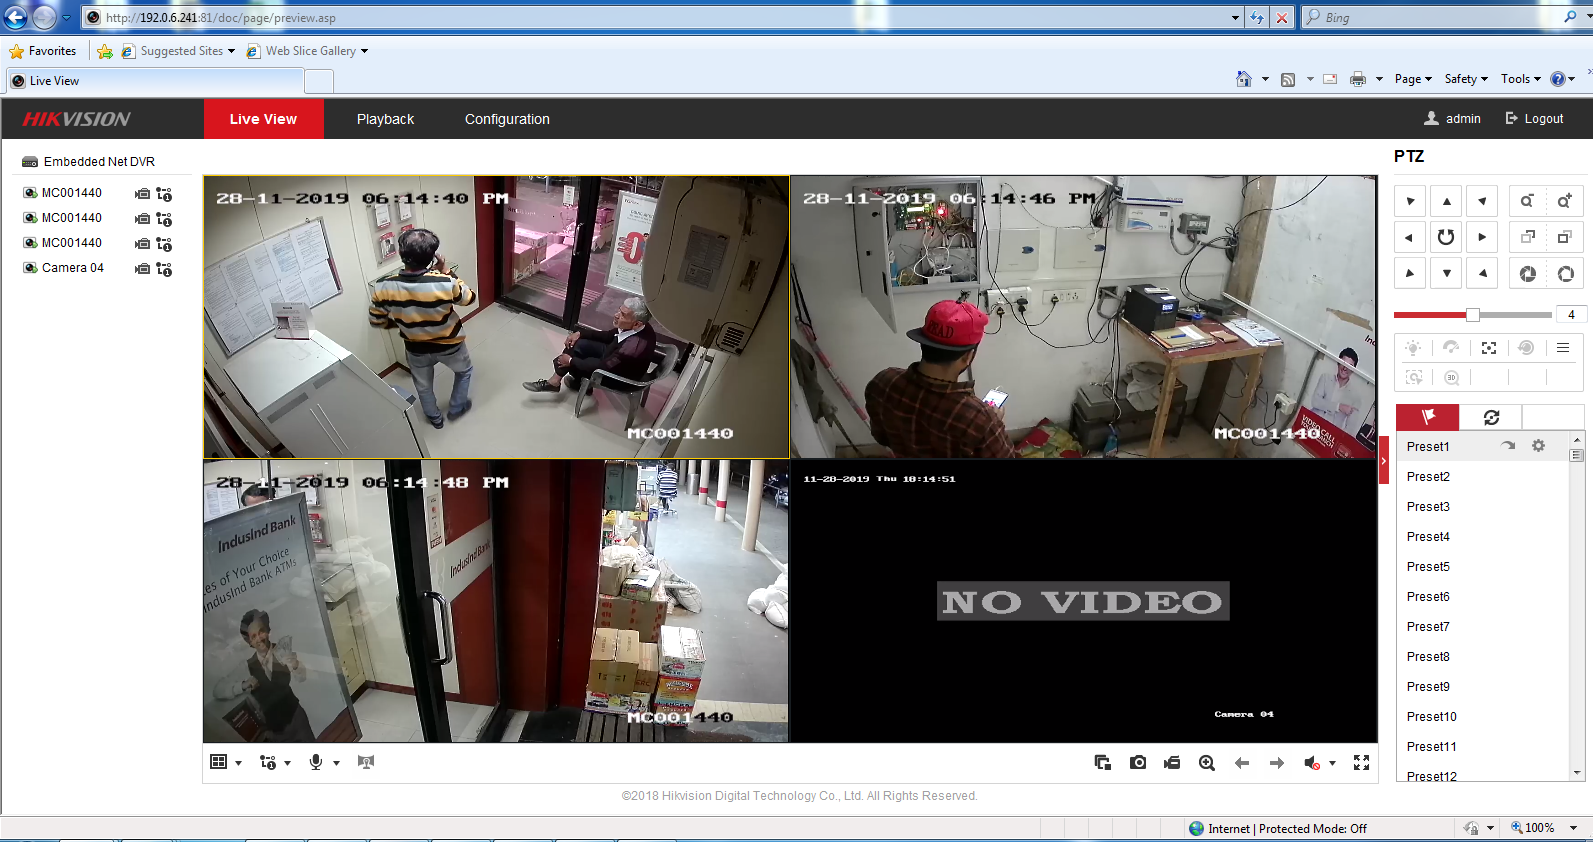 http://192.0.6.241:81/doc/page/preview.asp
Bing
Favorites
Suggested Sites
Web Slice Gallery
Live View
Page
Safety
Tools
HIKVISION
Live View
Playback
Configuration
admin
Logout
Embedded Net DVR
MC001440
MC001440
MC001440
Camera 04
28-11-2019 06:14:40 PM
MC001440
28-11-2019 06:14:46 PM
VIDEO CALL
MC001440
28-11-2019 06:14:48 PM
IndusInd Bank
es of Your Choice
IndusInd Bank ATMs
IndusInd Bank
MC001440
11-28-2019 Thu 18:14:51
NO VIDEO
Camera 04
PTZ
4
3D
Preset1
Preset2
Preset3
Preset4
Preset5
Preset6
Preset7
Preset8
Preset9
Preset10
Preset11
Preset12
©2018 Hikvision Digital Technology Co., Ltd. All Rights Reserved.
Internet | Protected Mode: Off
100%